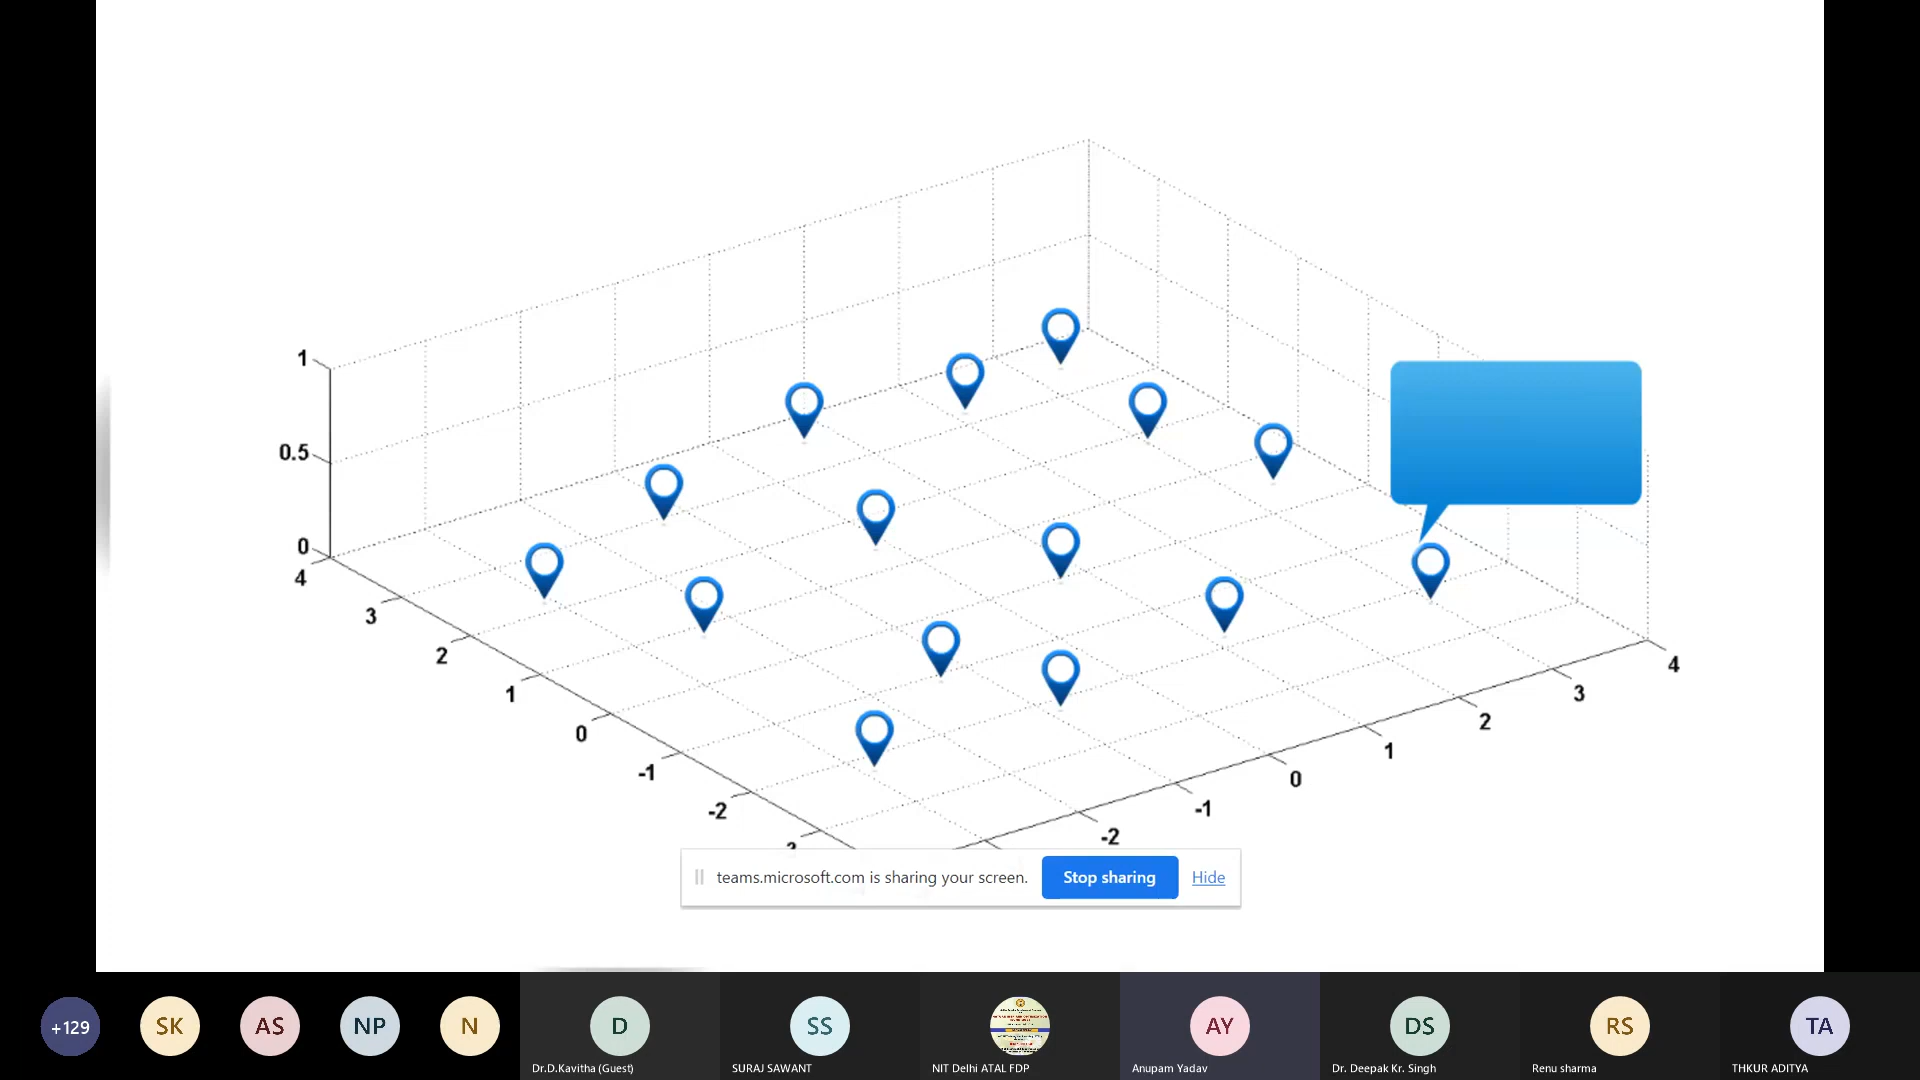 1
0.5
0
4
3
2
1
0
-1
-2
4
3
2
1
0
-1
-2
teams.microsoft.com is sharing your screen.
Stop sharing
Hide
+129
SK
AS
NP
N
D
SS
AY
DS
RS
TA
Dr.D.Kavitha (Guest)
SURAJ SAWANT
NIT Delhi ATAL FDP
Anupam Yadav
Dr. Deepak Kr. Singh
Renu sharma
THKUR ADITYA